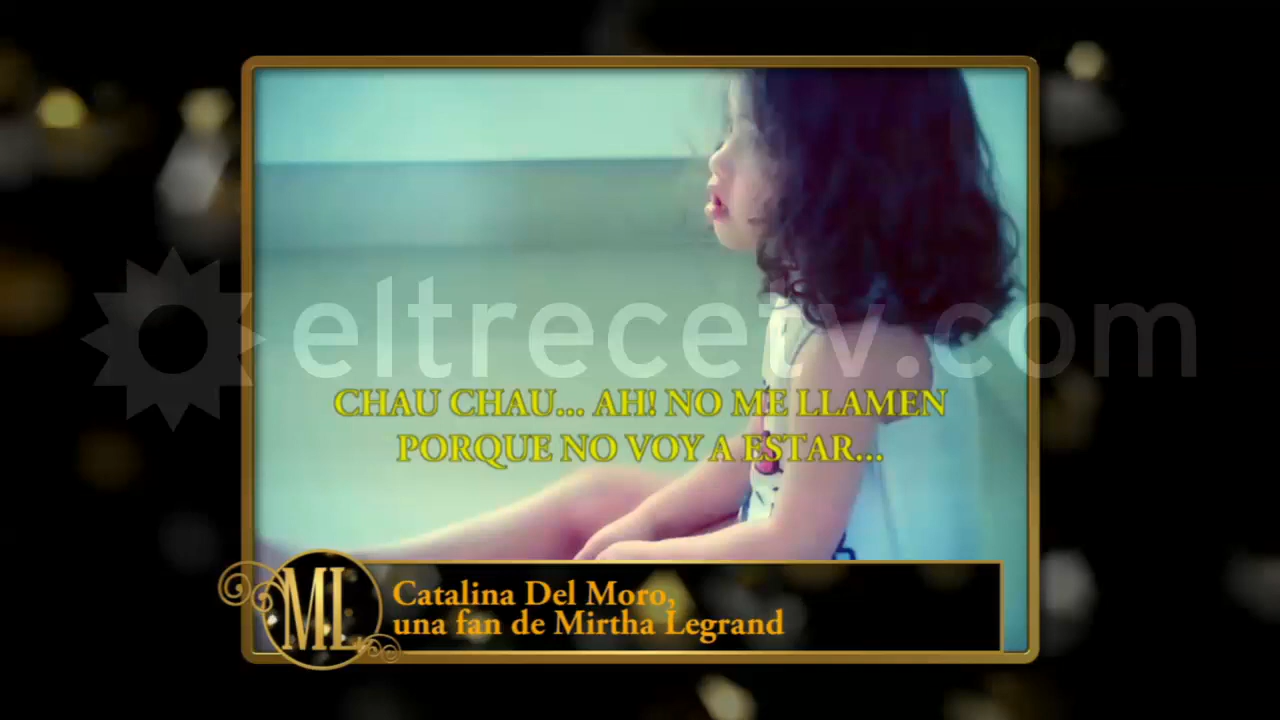 eltrecetv.com
CHAU CHAU... AH! NO ME LLAMEN
PORQUE NO VOY A ESTAR...
ML
Catalina Del Moro,
una fan de Mirtha Legrand